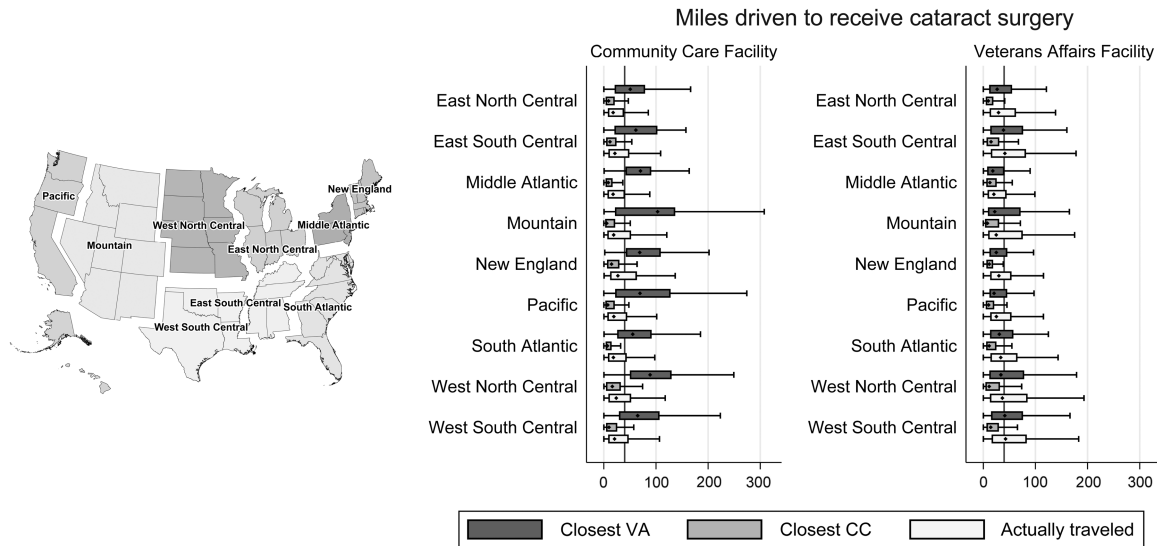 Miles driven to receive cataract surgery
Community Care Facility
Veterans Affairs Facility
Pacific
Mountain
West North Central
East North Central
New England
Middle Atlantic
East South Central
South Atlantic
West South Central
East North Central
East South Central
Middle Atlantic
Mountain
New England
Pacific
South Atlantic
West North Central
West South Central
0 100 200 300
East North Central
East South Central
Middle Atlantic
Mountain
New England
Pacific
South Atlantic
West North Central
West South Central
0 100 200 300
Closest VA Closest CC Actually traveled